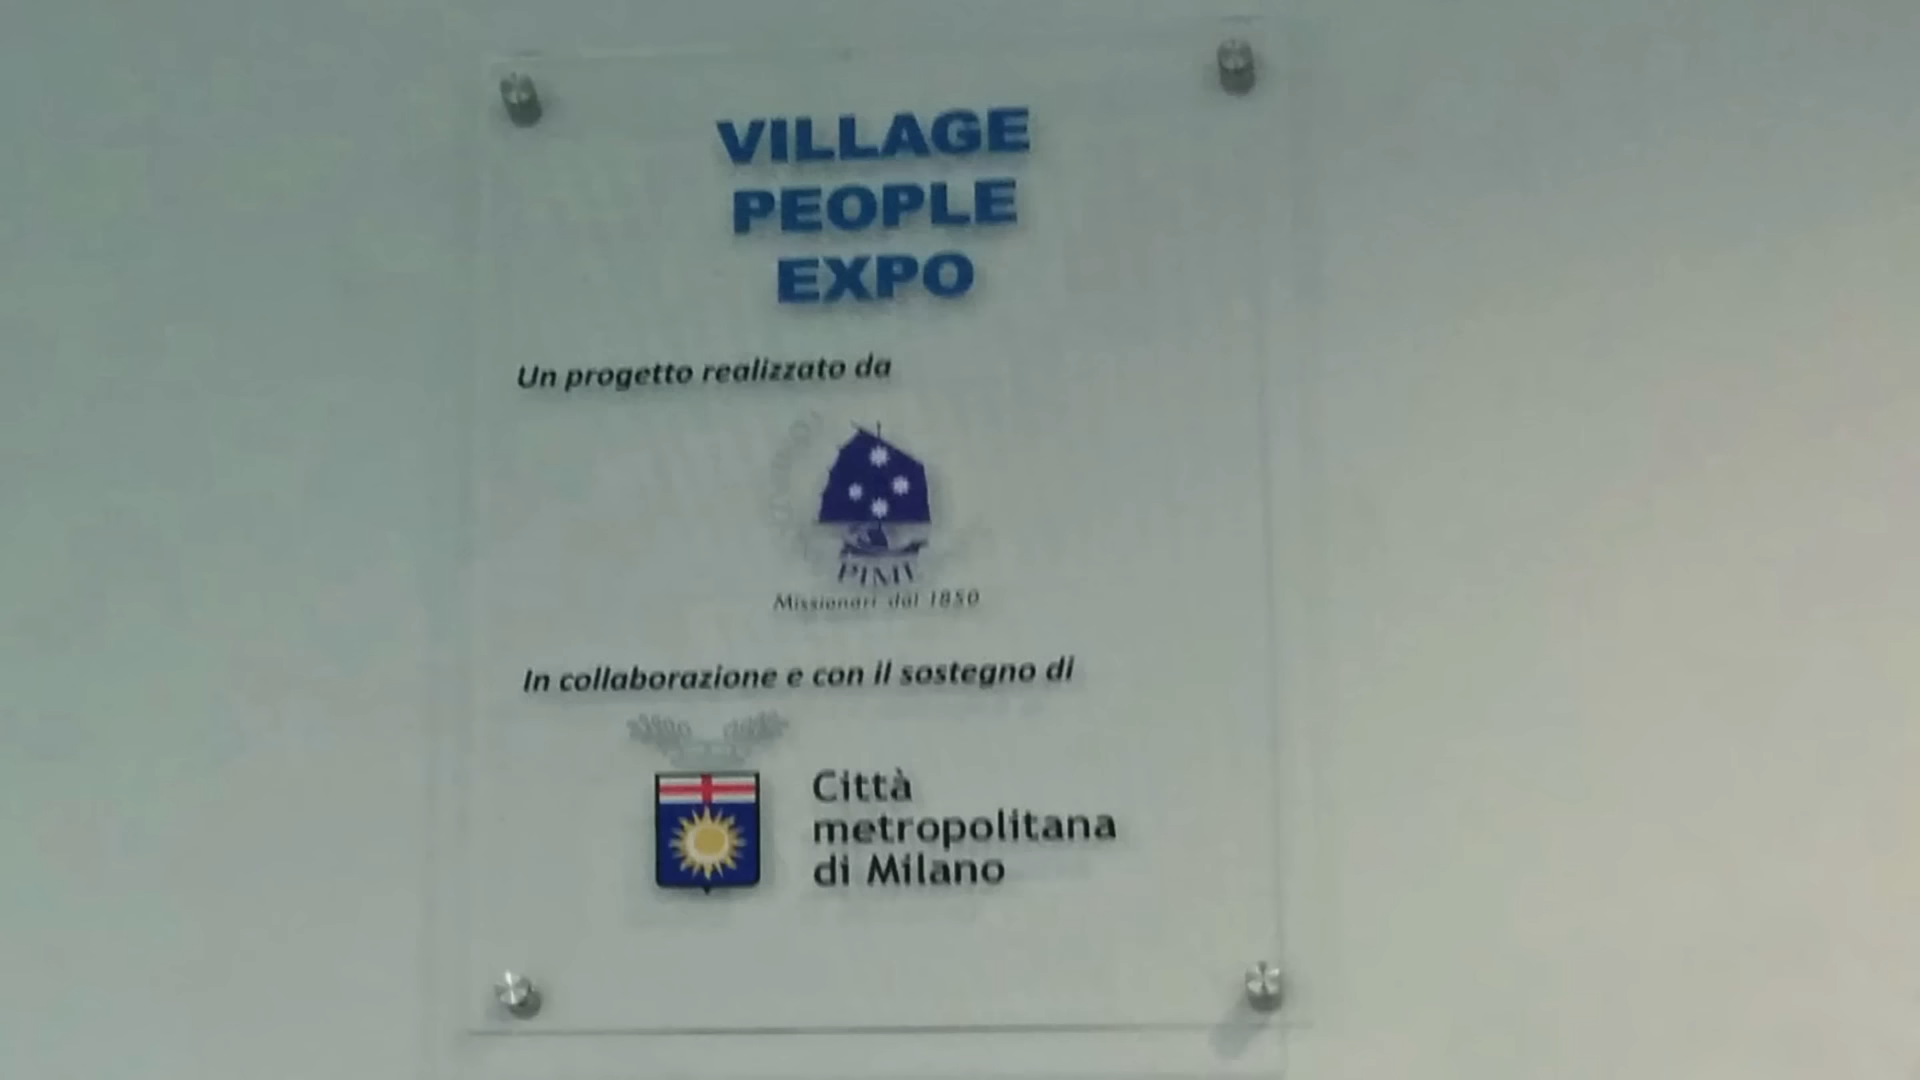 VILLAGE
PEOPLE
EXPO
Un progetto realizzato da
PIME
Missionari dal 1850
In collaborazione e con il sostegno di
Città
metropolitana
di Milano